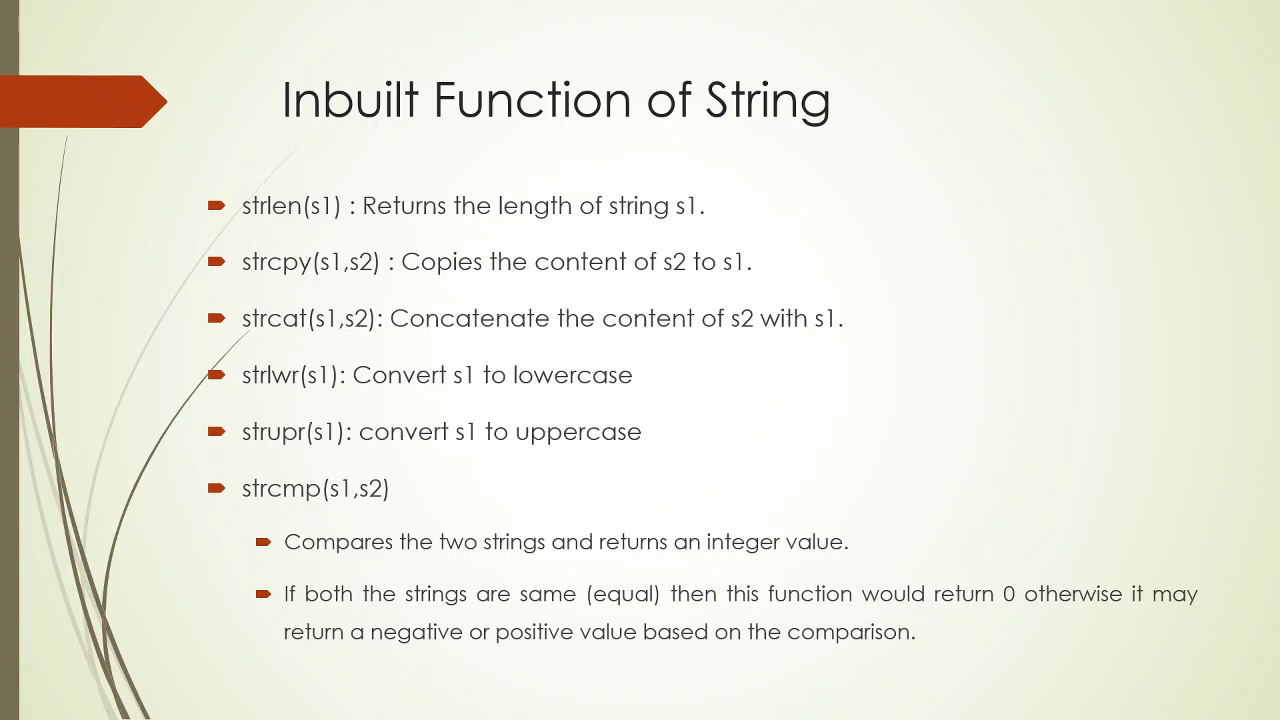 Inbuilt Function of String
strlen(s1) : Returns the length of string s1.
strcpy(s1,s2) : Copies the content of s2 to s1.
strcat(s1,s2): Concatenate the content of s2 with s1.
strlwr(s1): Convert s1 to lowercase
strupr(s1): convert s1 to uppercase
strcmp(s1,s2)
Compares the two strings and returns an integer value.
If both the strings are same (equal) then this function would return 0 otherwise it may
return a negative or positive value based on the comparison.